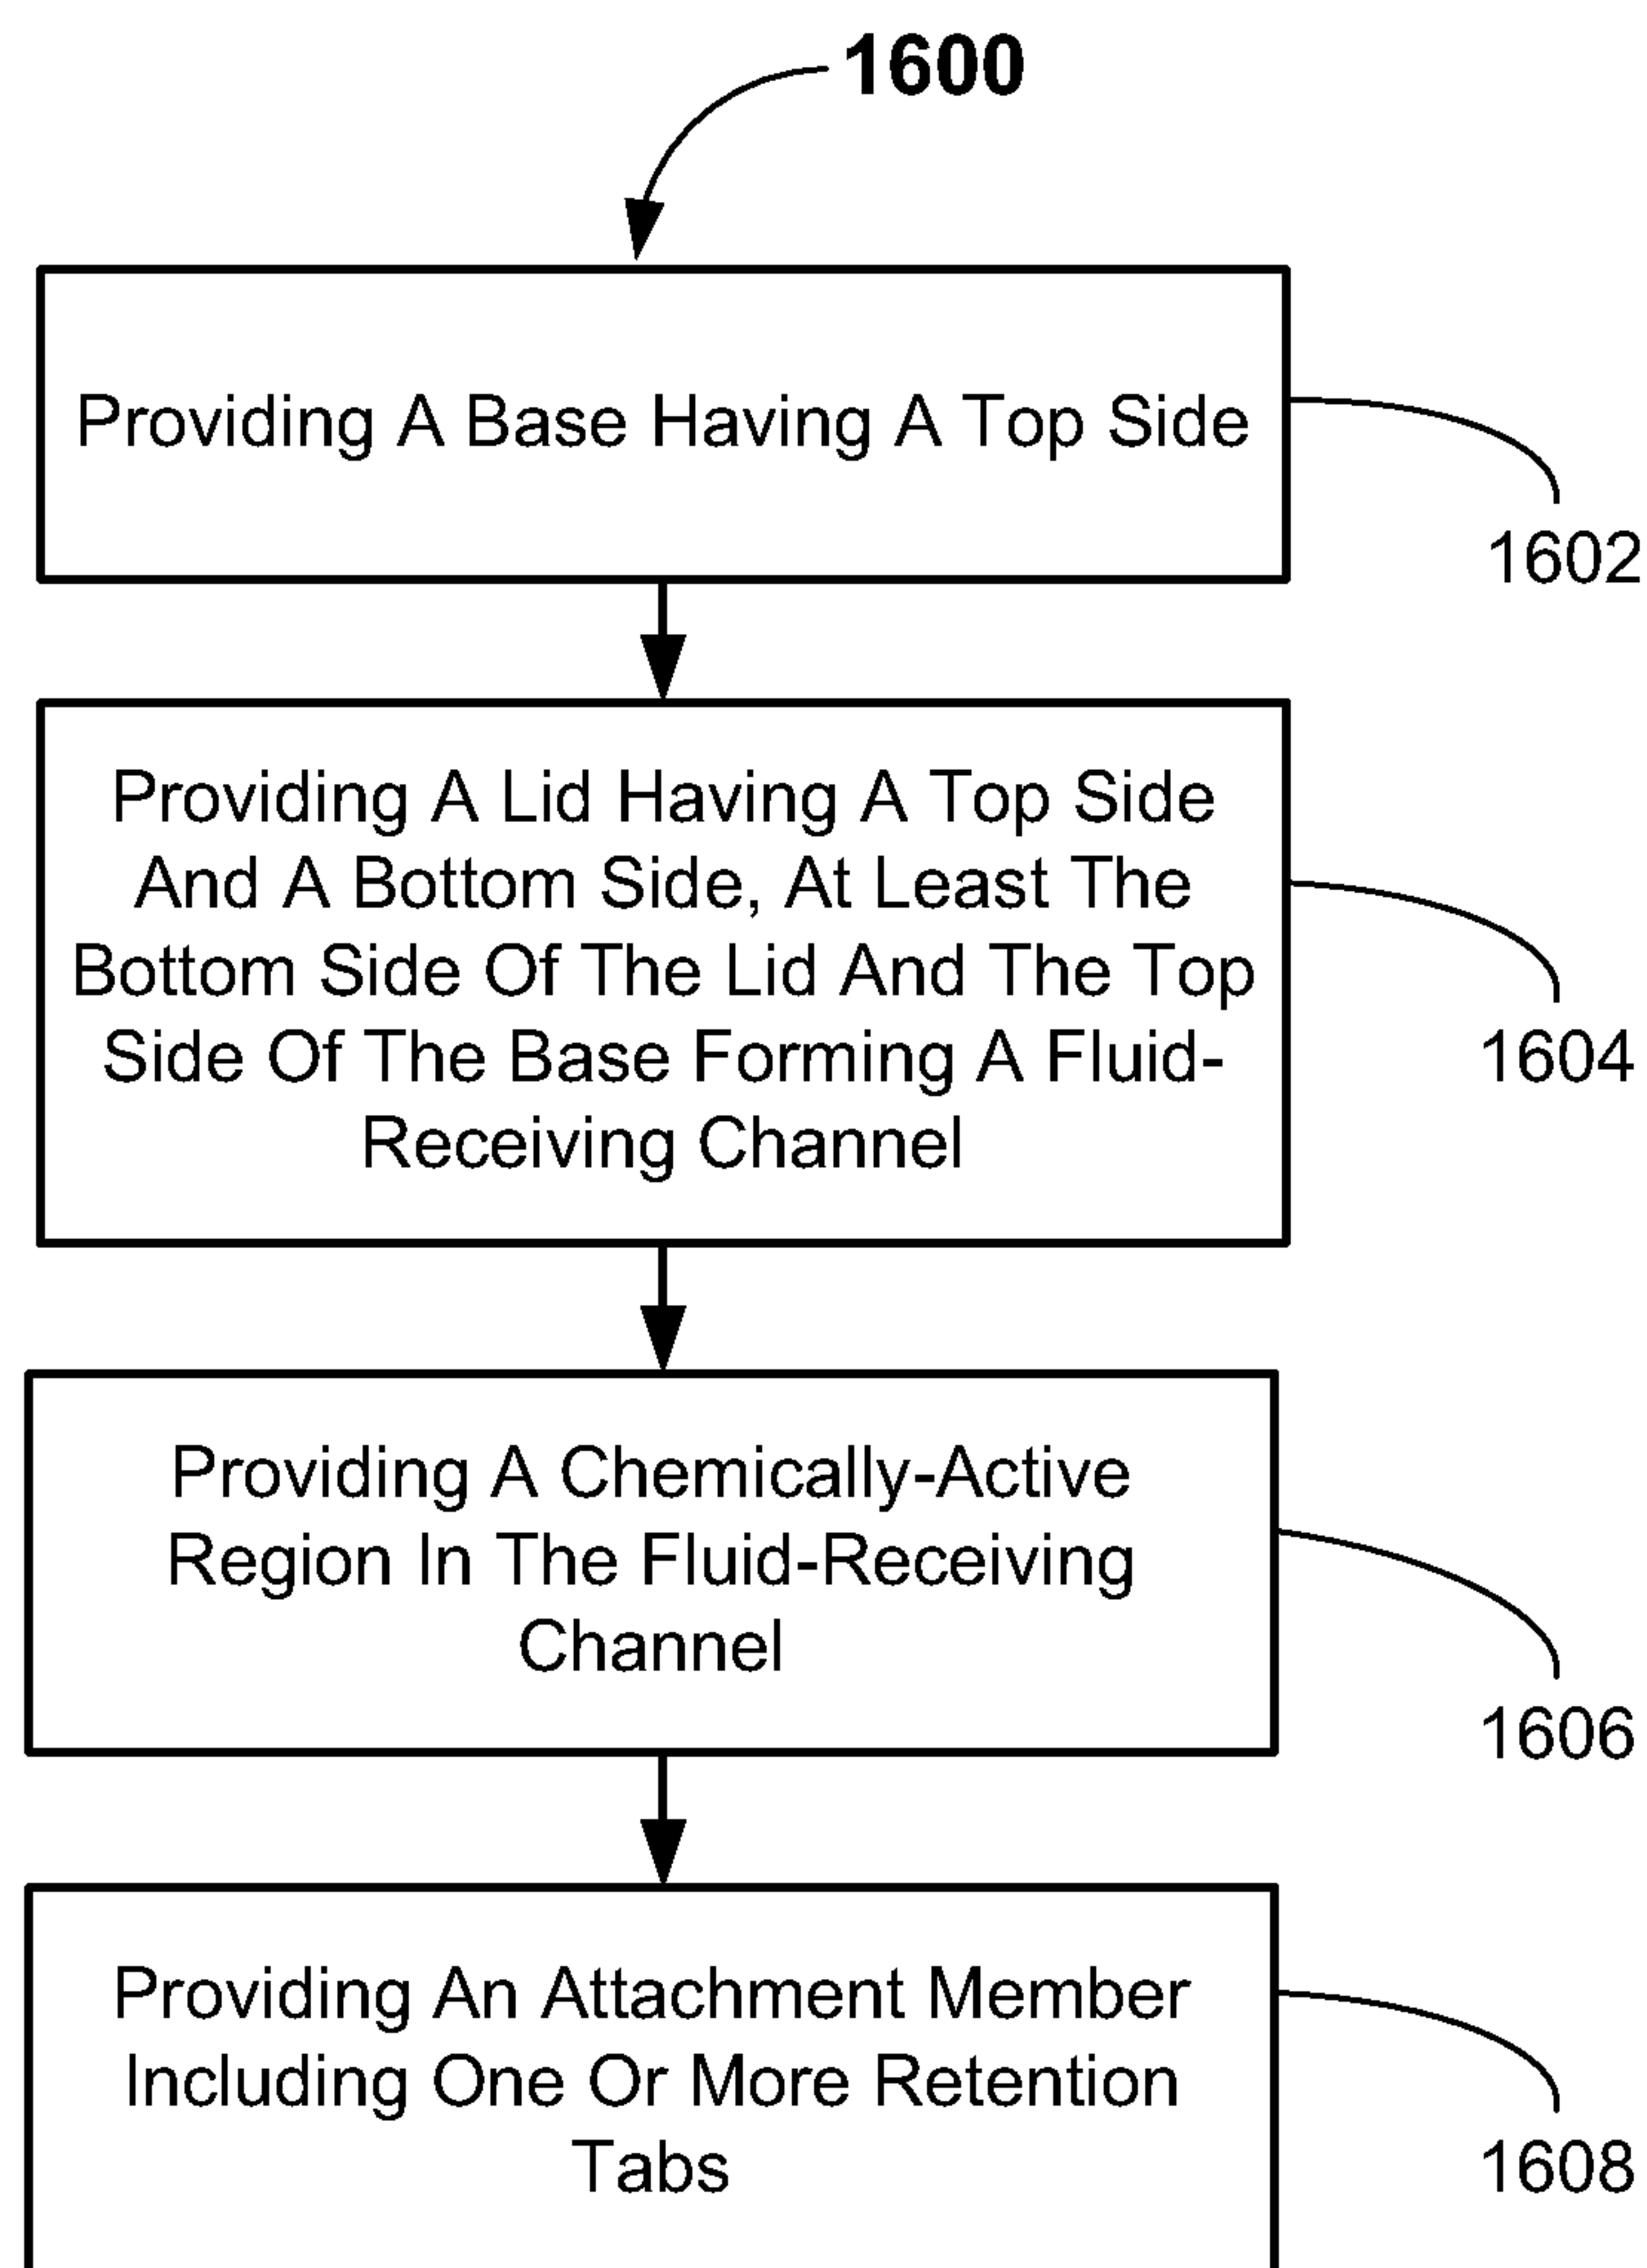 1600
Providing A Base Having A Top Side
1602
Providing A Lid Having A Top Side
And A Bottom Side, At Least The
Bottom Side Of The Lid And The Top
Side Of The Base Forming A Fluid-
Receiving Channel
1604
Providing A Chemically-Active
Region In The Fluid-Receiving
Channel
1606
Providing An Attachment Member
Including One Or More Retention
Tabs
1608